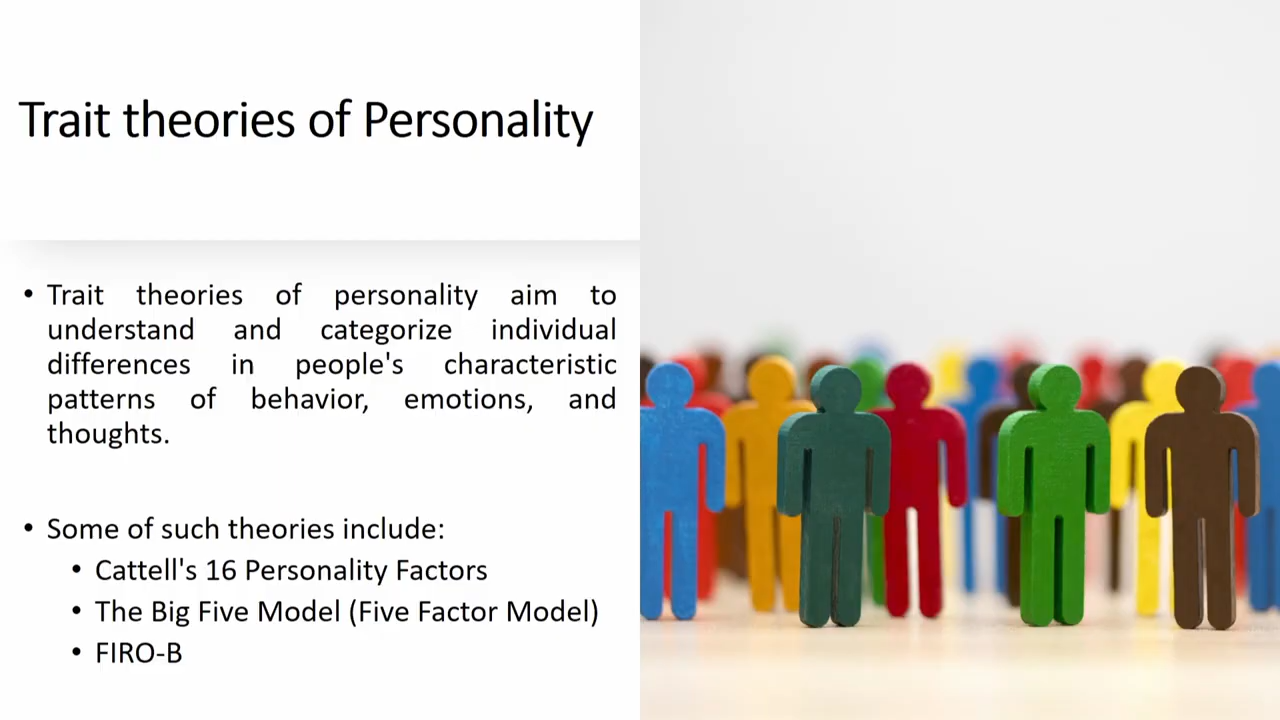 Trait theories of Personality
• Trait theories of personality aim to
understand and categorize individual
differences in people's characteristic
patterns of behavior, emotions, and
thoughts.
• Some of such theories include:
• Cattell's 16 Personality Factors
• The Big Five Model (Five Factor Model)
• FIRO-B